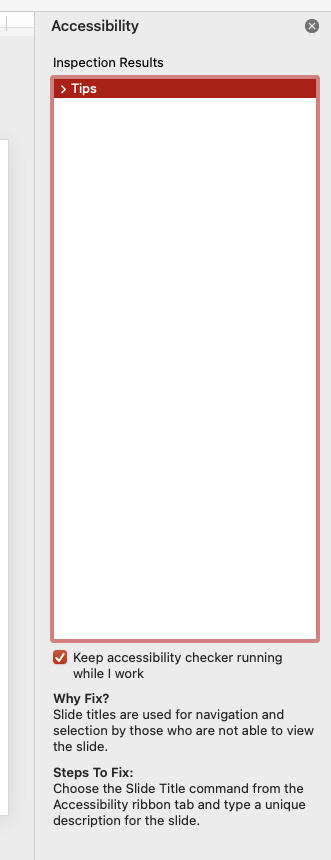 Accessibility
Inspection Results
Tips
Keep accessibility checker running
while I work
Why Fix?
Slide titles are used for navigation and
selection by those who are not able to view
the slide.
Steps To Fix:
Choose the Slide Title command from the
Accessibility ribbon tab and type a unique
description for the slide.